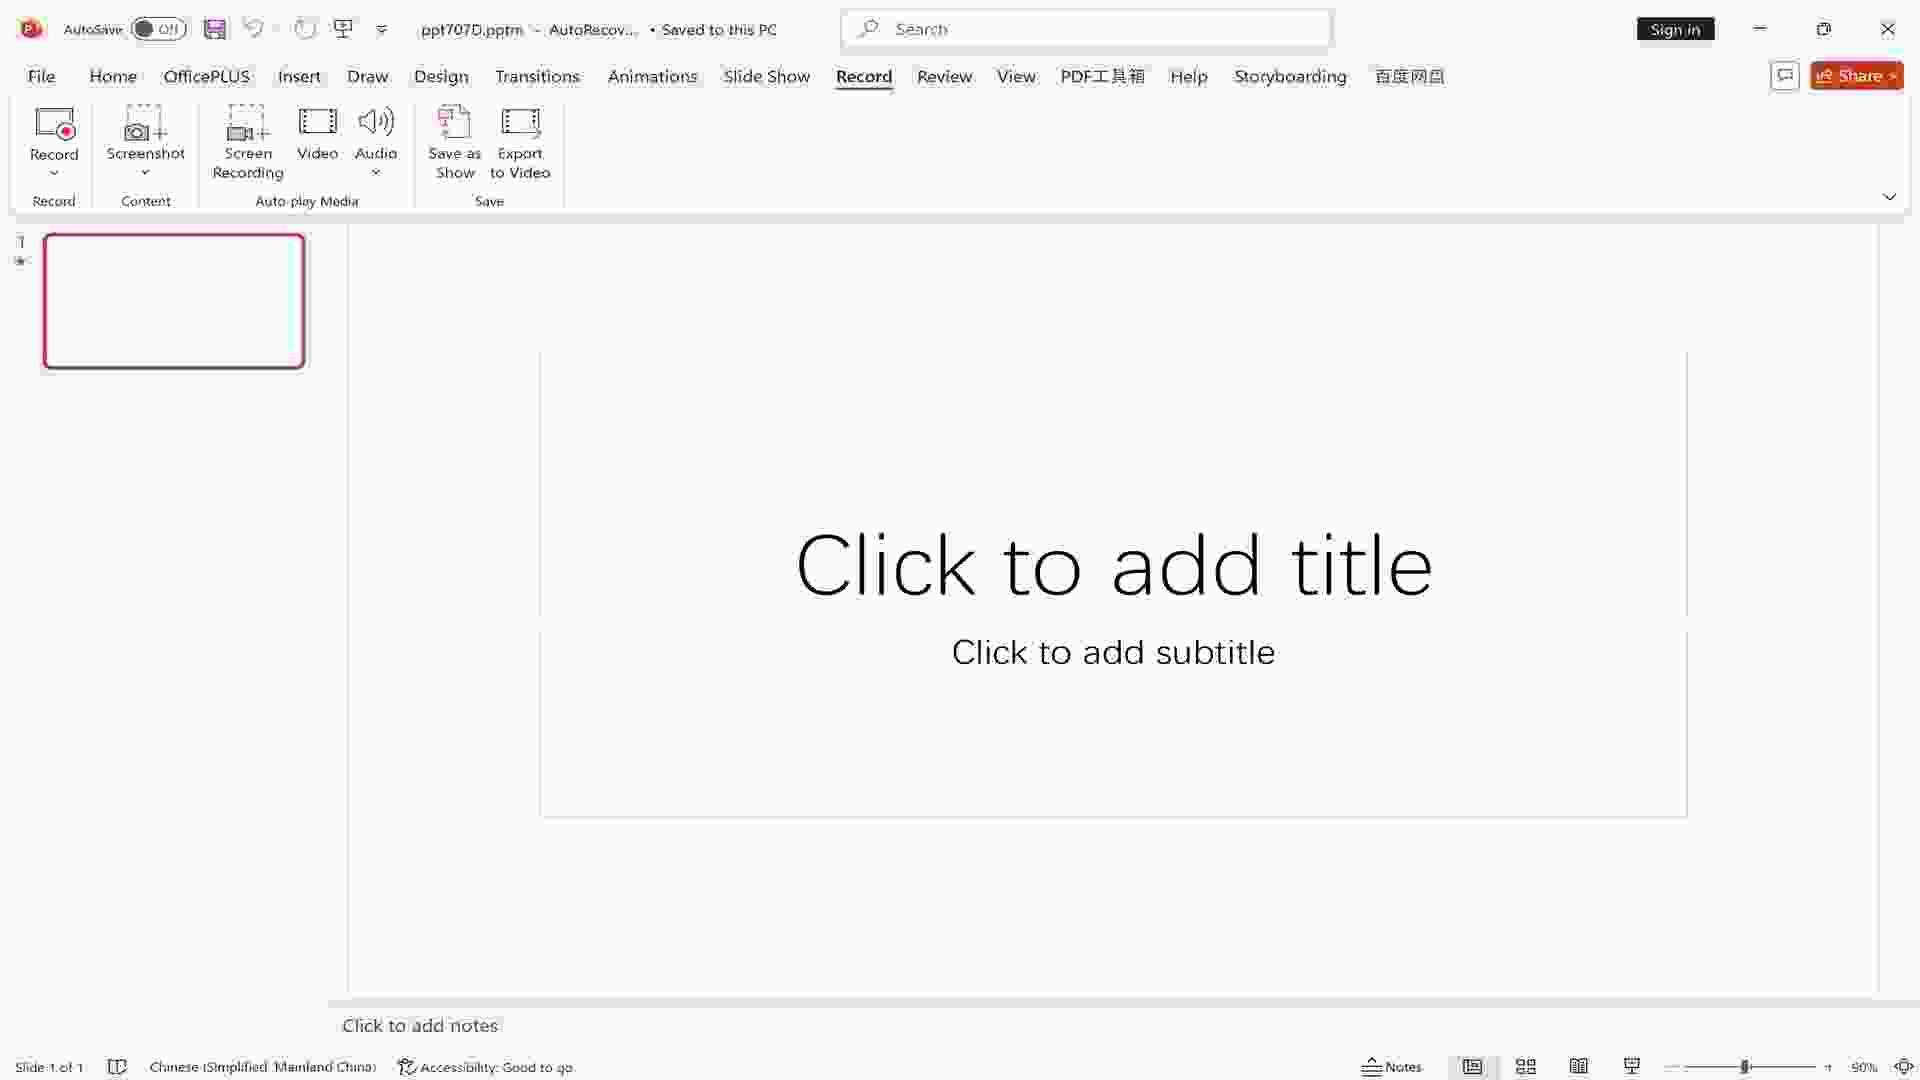 AutoSave Off ppt707D.pptm - AutoRecov... • Saved to this PC Search Sign in
File Home OfficePLUS Insert Draw Design Transitions Animations Slide Show Record Review View PDF工具箱 Help Storyboarding 百度网盘 Share
Record Screenshot Screen Recording Video Audio Save as Show Export to Video
Record Content Auto-play Media Save
1
Click to add title
Click to add subtitle
Click to add notes
Slide 1 of 1 Chinese (Simplified, Mainland China) Accessibility: Good to go Notes 90%